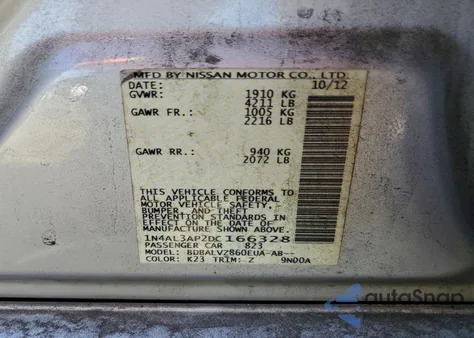 MFD BY NISSAN MOTOR CO., LTD.
DATE: 10/12
GVWR: 1910 KG
4211 LB
GAWR FR.: 1005 KG
2216 LB
GAWR RR.: 940 KG
2072 LB
THIS VEHICLE CONFORMS TO
ALL APPLICABLE FEDERAL
MOTOR VEHICLE SAFETY,
BUMPER, AND THEFT
PREVENTION STANDARDS IN
EFFECT ON THE DATE OF
MANUFACTURE SHOWN ABOVE.
1N4AL3AP2DC166328
PASSENGER CAR 823
MODEL: BDBALVZ860EUA-AB--
COLOR: K23 TRIM: Z 9N00A
autoSnap